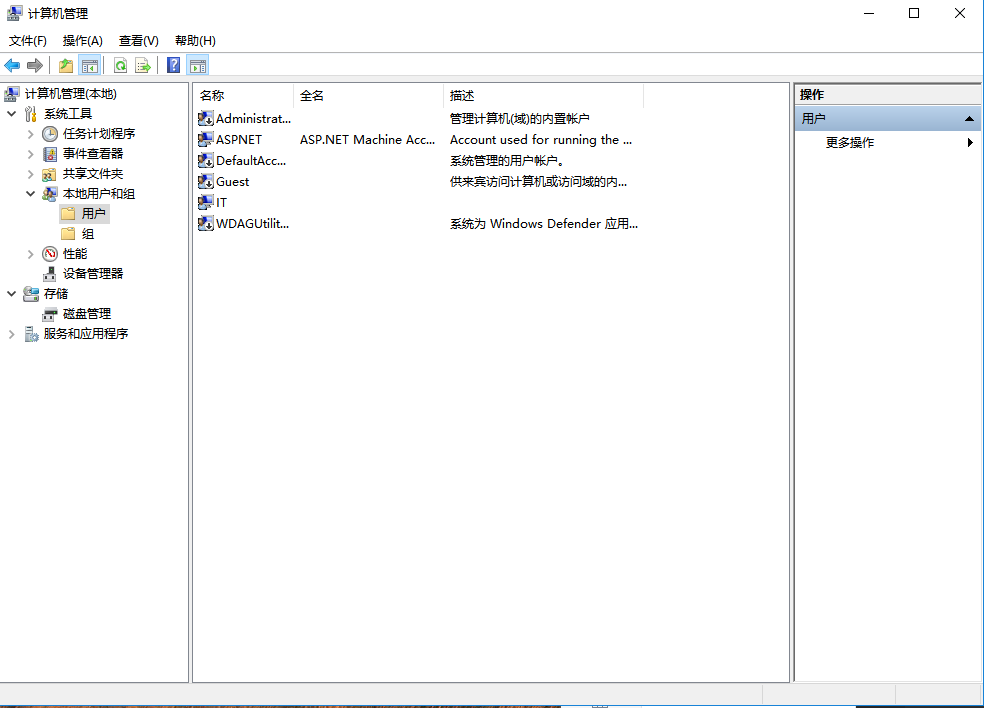 计算机管理
文件(F) 操作(A) 查看(V) 帮助(H)
计算机管理(本地)
系统工具
任务计划程序
事件查看器
共享文件夹
本地用户和组
用户
组
性能
设备管理器
存储
磁盘管理
服务和应用程序
名称 全名 描述
Administrat... 管理计算机(域)的内置帐户
ASPNET ASP.NET Machine Acc... Account used for running the ...
DefaultAcc... 系统管理的用户帐户。
Guest 供来宾访问计算机或访问域的内...
IT
WDAGUtilit... 系统为 Windows Defender 应用...
操作
用户
更多操作